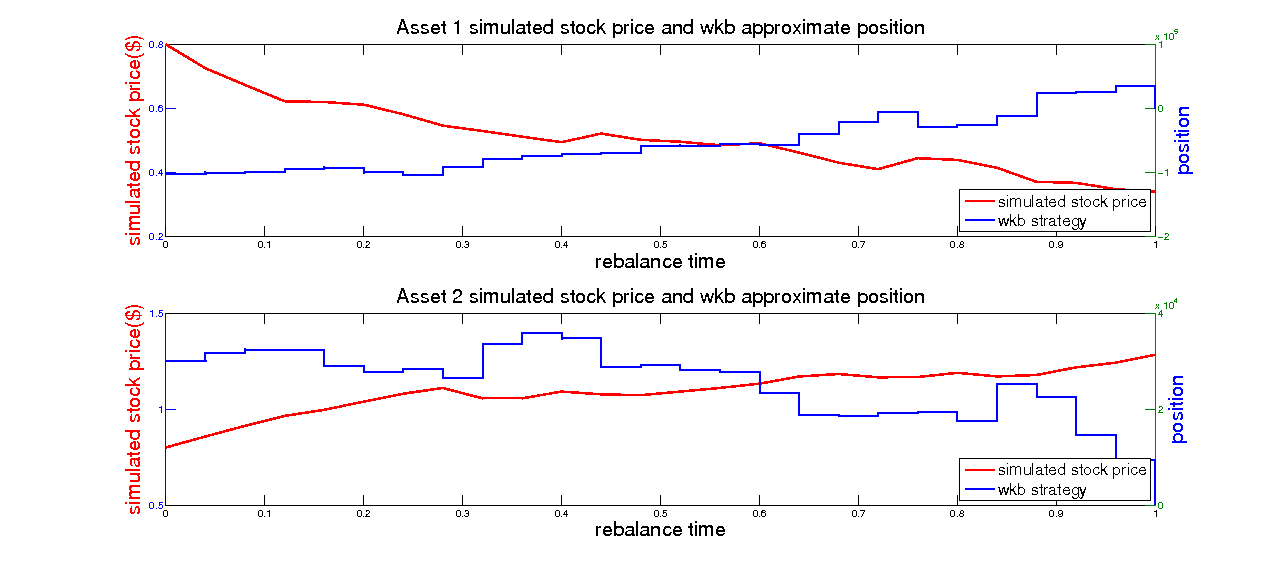 Asset 1 simulated stock price and wkb approximate position
x 10^5
simulated stock price($)
0.8
0.6
0.4
0.2
1
0
-1
-2
position
simulated stock price
wkb strategy
0 0.1 0.2 0.3 0.4 0.5 0.6 0.7 0.8 0.9 1
rebalance time
Asset 2 simulated stock price and wkb approximate position
x 10^4
simulated stock price($)
1.5
1
0.5
4
2
0
position
simulated stock price
wkb strategy
0 0.1 0.2 0.3 0.4 0.5 0.6 0.7 0.8 0.9 1
rebalance time